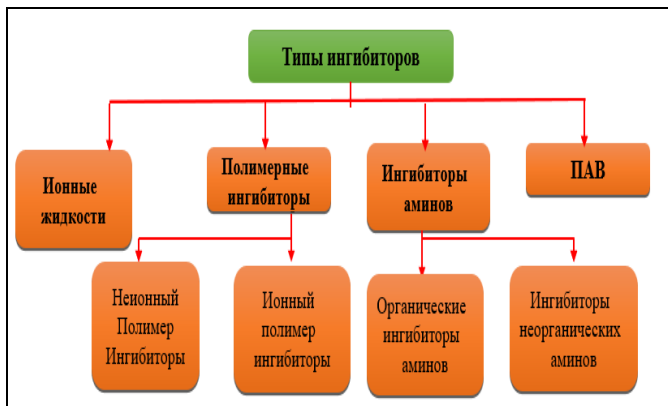 Типы ингибиторов
Ионные
жидкости
Полимерные
ингибиторы
Ингибиторы
аминов
ПАВ
Неионный
Полимер
Ингибиторы
Ионный
полимер
ингибиторы
Органические
ингибиторы
аминов
Ингибиторы
неорганических
аминов